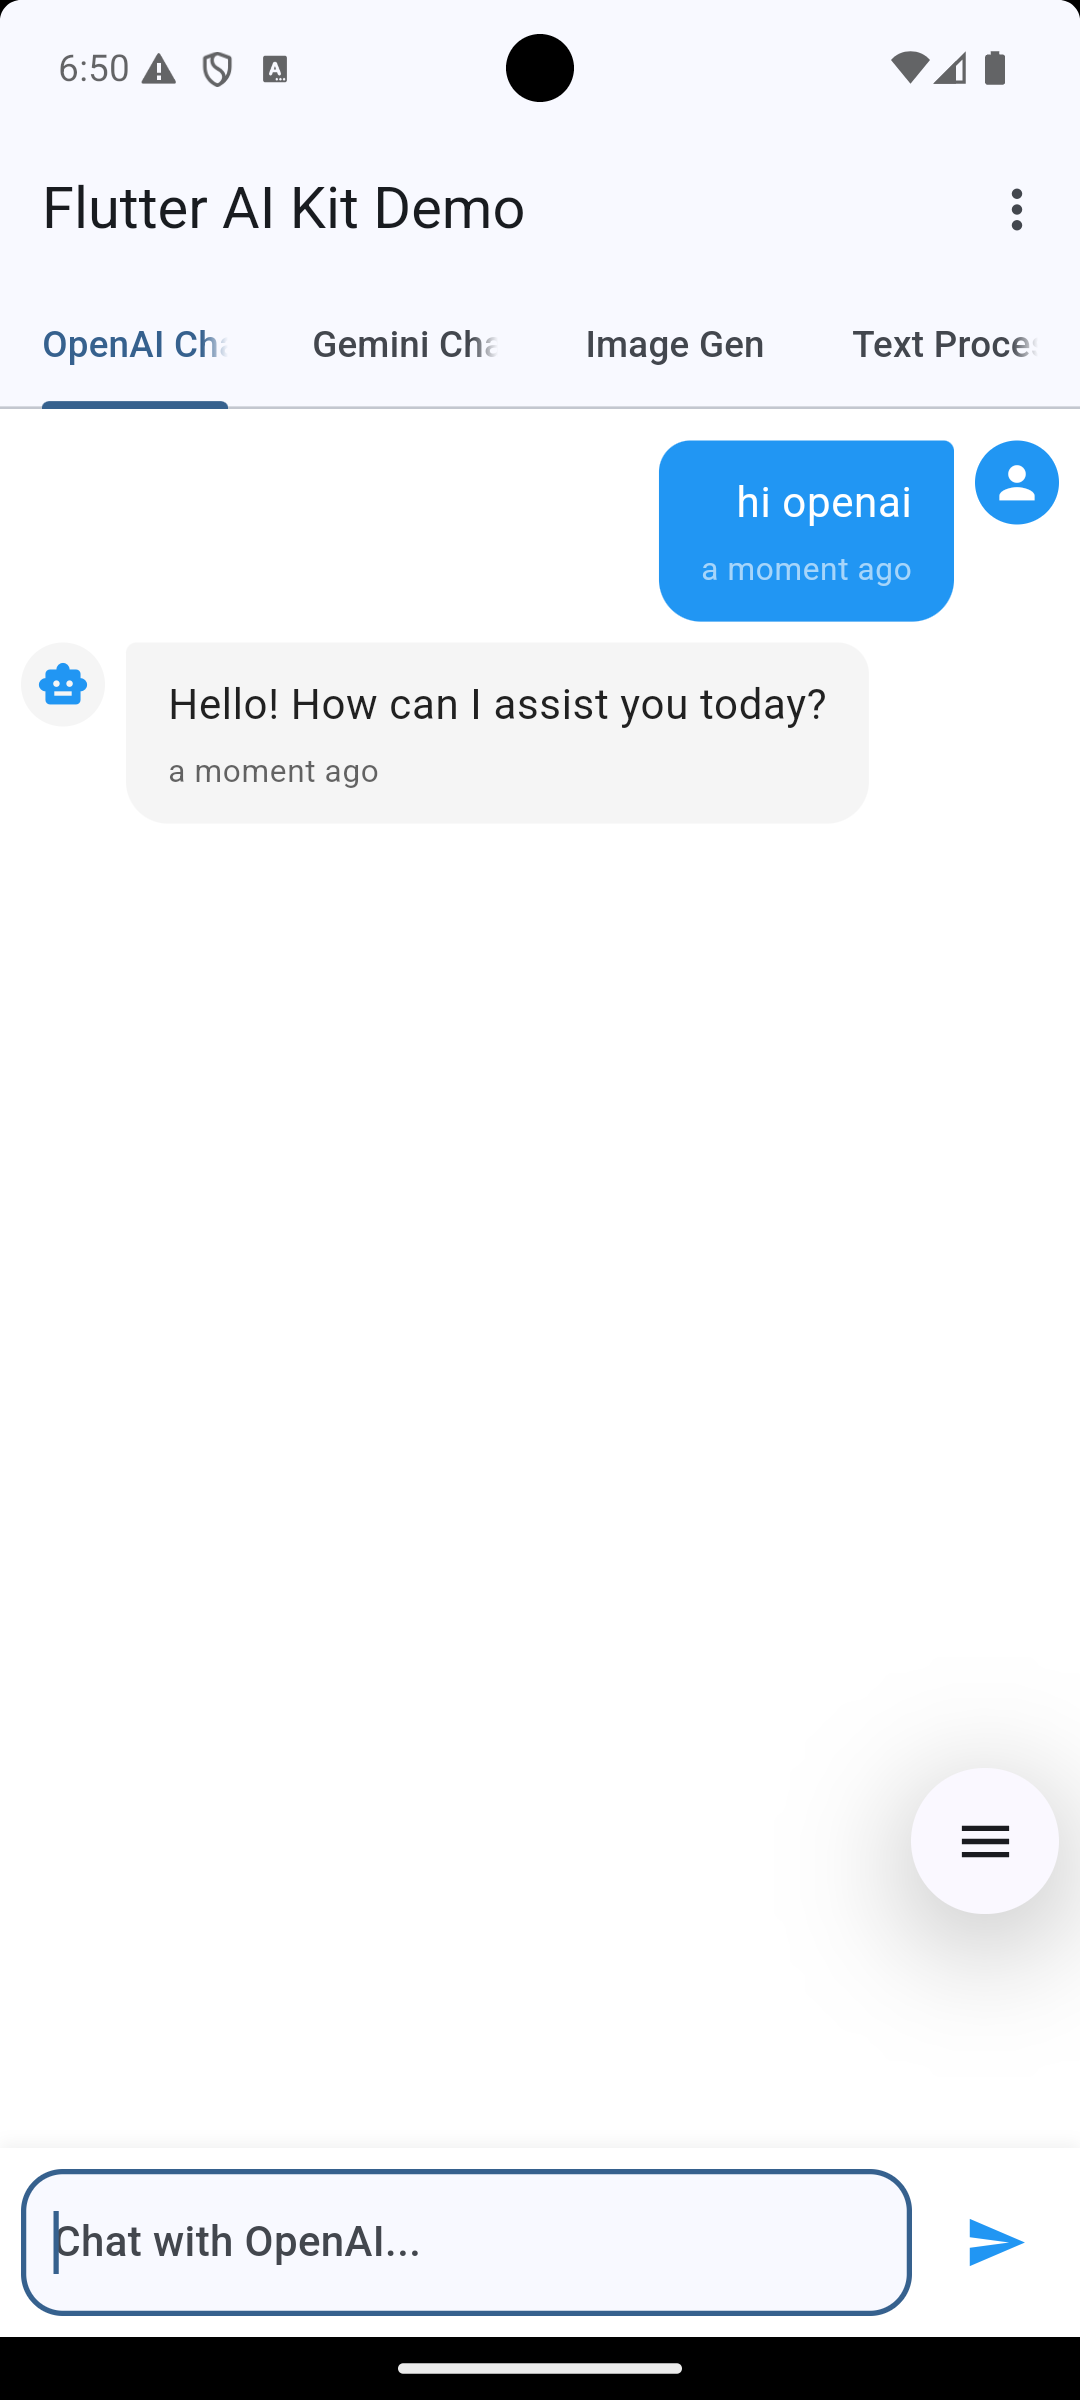 6:50
Flutter AI Kit Demo
OpenAI Cha
Gemini Cha
Image Gen
Text Proces
hi openai
a moment ago
Hello! How can I assist you today?
a moment ago
Chat with OpenAI...